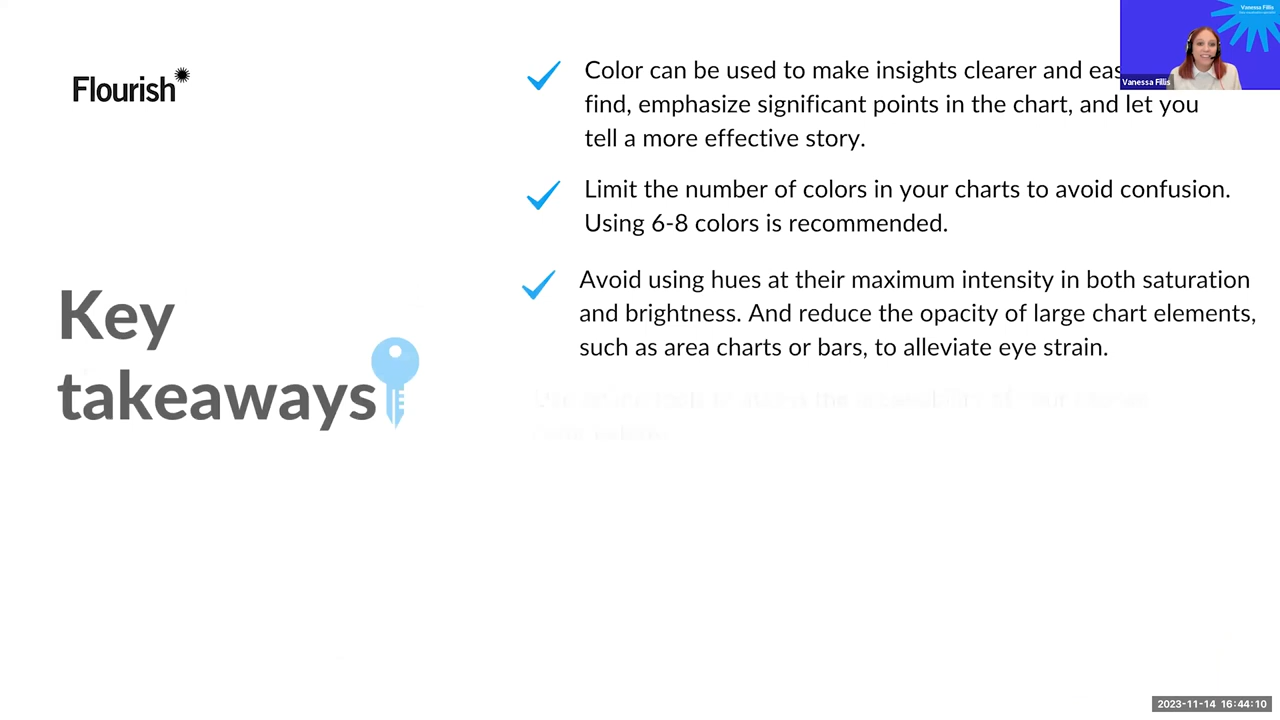 Flourish
Key
takeaways
Color can be used to make insights clearer and eas
find, emphasize significant points in the chart, and let you
tell a more effective story.
Limit the number of colors in your charts to avoid confusion.
Using 6-8 colors is recommended.
Avoid using hues at their maximum intensity in both saturation
and brightness. And reduce the opacity of large chart elements,
such as area charts or bars, to alleviate eye strain.
Vanessa Fillis
Vanessa Fillis
2023-11-14 16:44:10